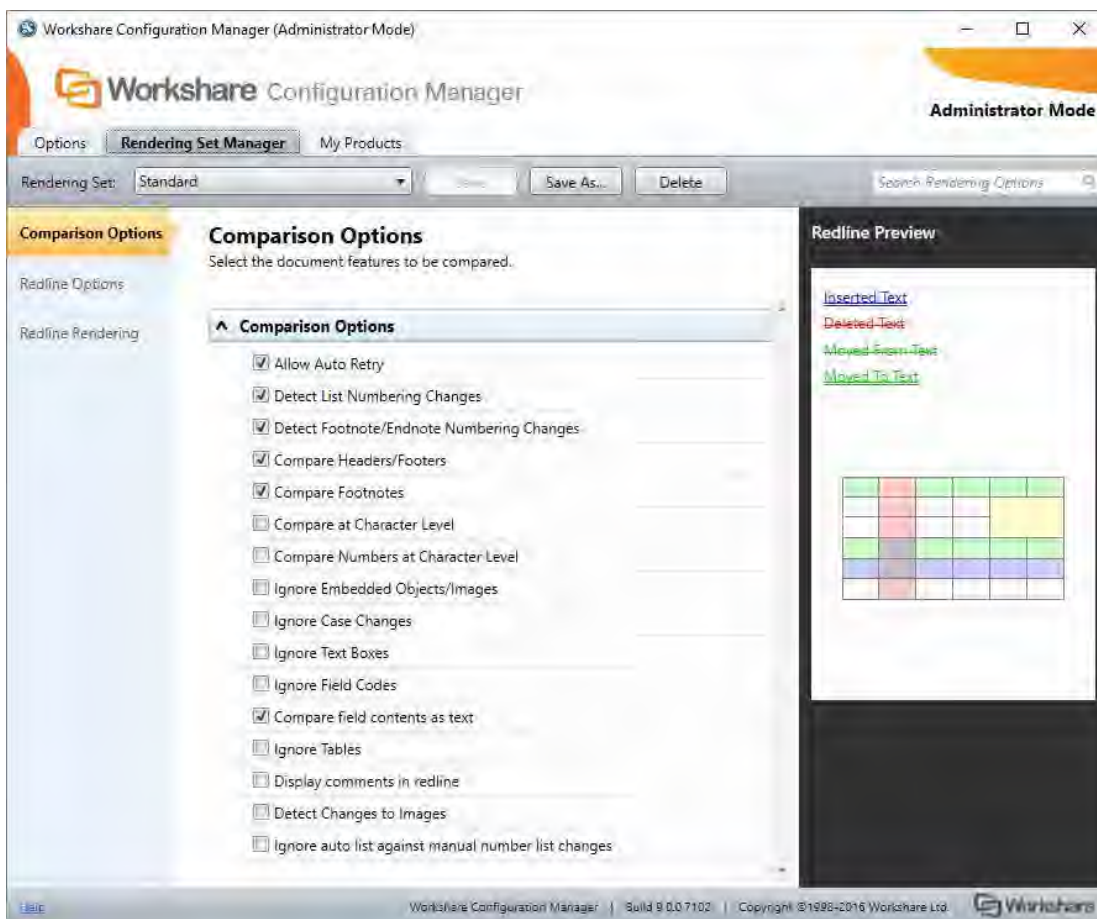 Workshare Configuration Manager (Administrator Mode)
Workshare Configuration Manager
Administrator Mode
Options Rendering Set Manager My Products
Rendering Set: Standard Save Save As... Delete Search Rendering Options
Comparison Options
Redline Options
Redline Rendering
Comparison Options
Select the document features to be compared.
Comparison Options
Allow Auto Retry
Detect List Numbering Changes
Detect Footnote/Endnote Numbering Changes
Compare Headers/Footers
Compare Footnotes
Compare at Character Level
Compare Numbers at Character Level
Ignore Embedded Objects/Images
Ignore Case Changes
Ignore Text Boxes
Ignore Field Codes
Compare field contents as text
Ignore Tables
Display comments in redline
Detect Changes to Images
Ignore auto list against manual number list changes
Redline Preview
Inserted Text
Deleted Text
Moved From Text
Moved To Text
Help Workshare Configuration Manager | Build 9.0.0.7102 | Copyright ©1998-2016 Workshare Ltd. Workshare